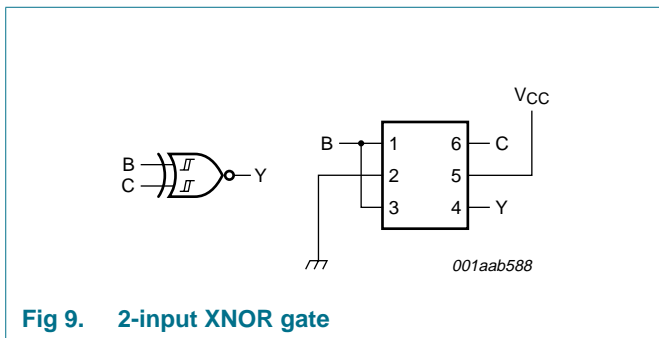 VCC
B
C
Y
B
1
6
C
2
5
3
4
Y
001aab588
Fig 9. 2-input XNOR gate